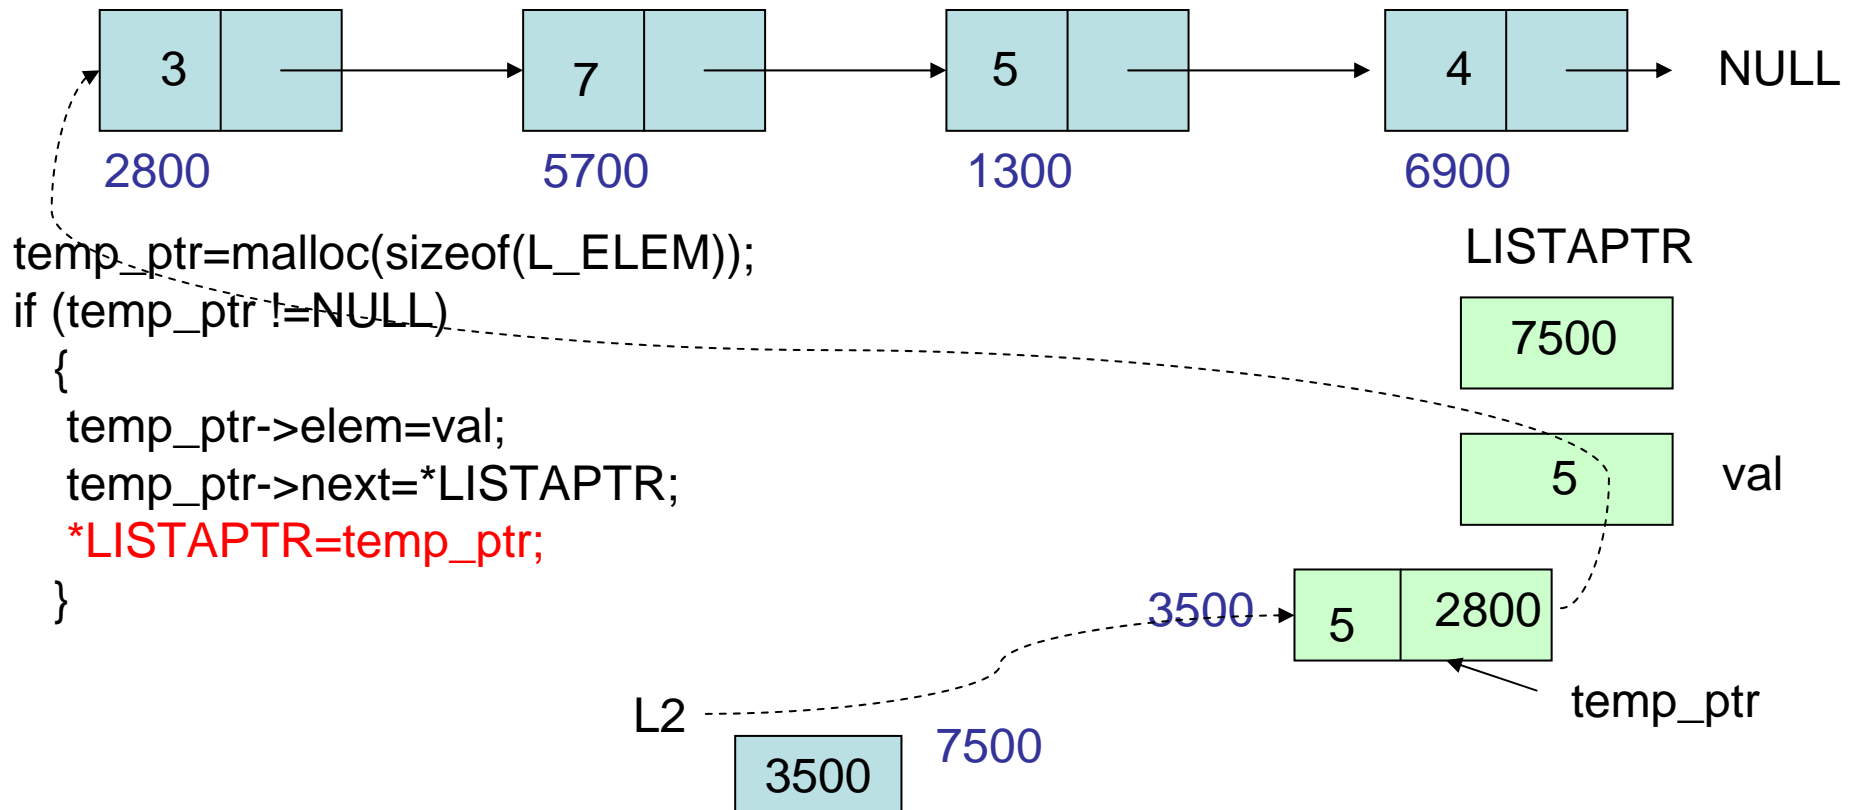 3 7 5 4 NULL
2800 5700 1300 6900
temp_ptr=malloc(sizeof(L_ELEM));
if (temp_ptr !=NULL)
{
temp_ptr->elem=val;
temp_ptr->next=*LISTAPTR;
*LISTAPTR=temp_ptr;
}
LISTAPTR
7500
5 val
3500 5 2800
temp_ptr
L2
7500
3500